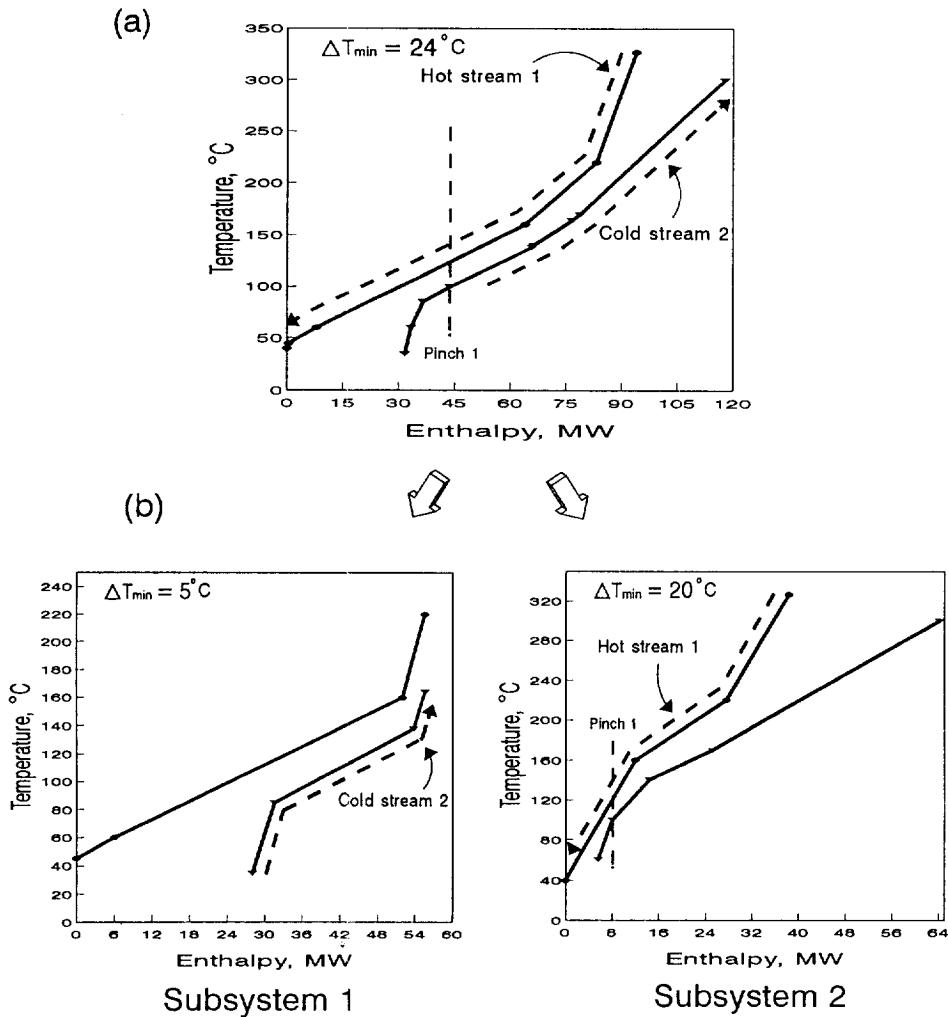 (a)
ΔTmin = 24°C
Hot stream 1
Cold stream 2
Pinch 1
Temperature, °C
350
300
250
200
150
100
50
0
0 15 30 45 60 75 90 105 120
Enthalpy, MW
(b)
ΔTmin = 5°C
Cold stream 2
Temperature, °C
240
220
200
180
160
140
120
100
80
60
40
20
0
0 6 12 18 24 30 36 42 48 54 60
Enthalpy, MW
Subsystem 1
ΔTmin = 20°C
Hot stream 1
Pinch 1
Temperature, °C
320
280
240
200
160
120
80
40
0
0 8 16 24 32 40 48 56 64
Enthalpy, MW
Subsystem 2